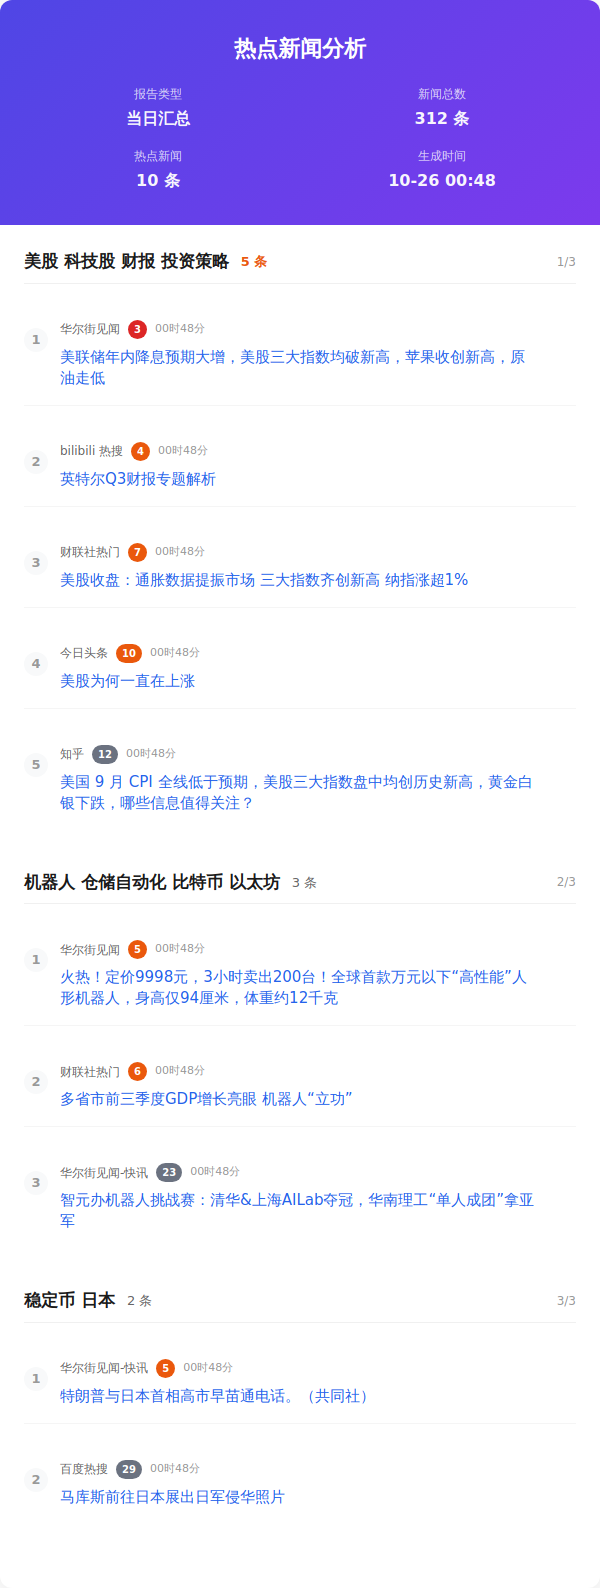 热点新闻分析
报告类型
新闻总数
当日汇总
312 条
热点新闻
生成时间
10 条
10-26 00:48
美股 科技股 财报 投资策略 5 条 1/3
1
华尔街见闻 3 00时48分
美联储年内降息预期大增，美股三大指数均破新高，苹果收创新高，原
油走低
2
bilibili 热搜 4 00时48分
英特尔Q3财报专题解析
3
财联社热门 7 00时48分
美股收盘：通胀数据提振市场 三大指数齐创新高 纳指涨超1%
4
今日头条 10 00时48分
美股为何一直在上涨
5
知乎 12 00时48分
美国 9 月 CPI 全线低于预期，美股三大指数盘中均创历史新高，黄金白
银下跌，哪些信息值得关注？
机器人 仓储自动化 比特币 以太坊 3 条 2/3
1
华尔街见闻 5 00时48分
火热！定价9998元，3小时卖出200台！全球首款万元以下“高性能”人
形机器人，身高仅94厘米，体重约12千克
2
财联社热门 6 00时48分
多省市前三季度GDP增长亮眼 机器人“立功”
3
华尔街见闻-快讯 23 00时48分
智元办机器人挑战赛：清华&上海AILab夺冠，华南理工“单人成团”拿亚
军
稳定币 日本 2 条 3/3
1
华尔街见闻-快讯 5 00时48分
特朗普与日本首相高市早苗通电话。（共同社）
2
百度热搜 29 00时48分
马库斯前往日本展出日军侵华照片